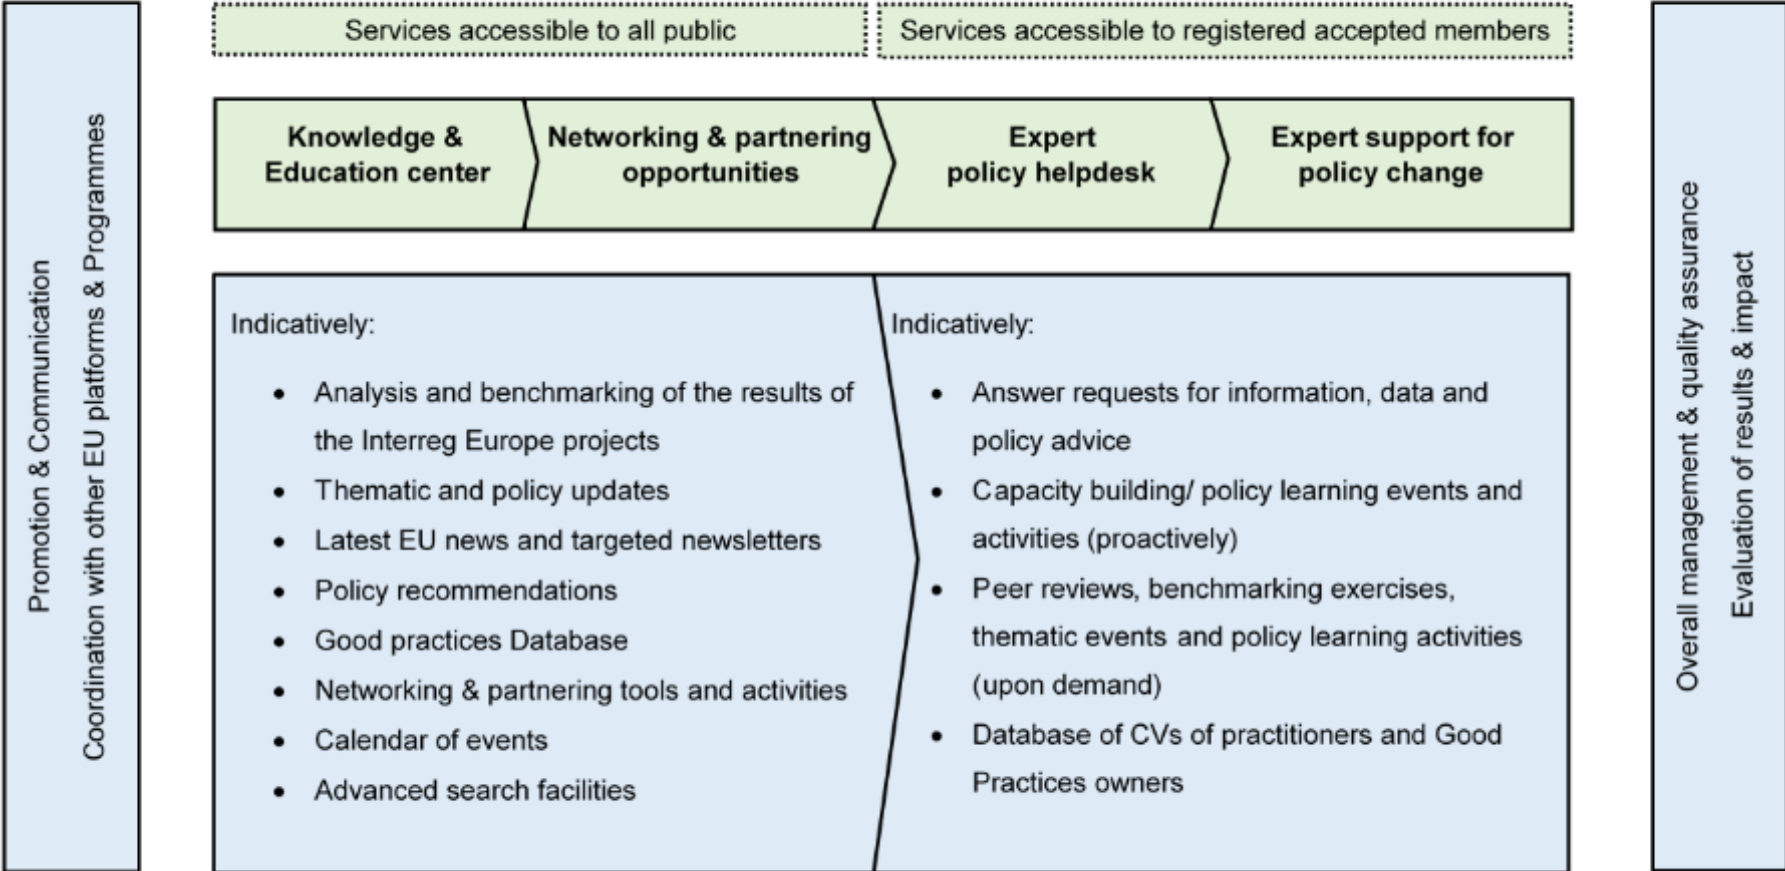 Promotion & Communication
Coordination with other EU platforms & Programmes
Services accessible to all public
Services accessible to registered accepted members
Knowledge &
Education center
Networking & partnering
opportunities
Expert
policy helpdesk
Expert support for
policy change
Indicatively:
• Analysis and benchmarking of the results of
the Interreg Europe projects
• Thematic and policy updates
• Latest EU news and targeted newsletters
• Policy recommendations
• Good practices Database
• Networking & partnering tools and activities
• Calendar of events
• Advanced search facilities
Indicatively:
• Answer requests for information, data and
policy advice
• Capacity building/ policy learning events and
activities (proactively)
• Peer reviews, benchmarking exercises,
thematic events and policy learning activities
(upon demand)
• Database of CVs of practitioners and Good
Practices owners
Overall management & quality assurance
Evaluation of results & impact